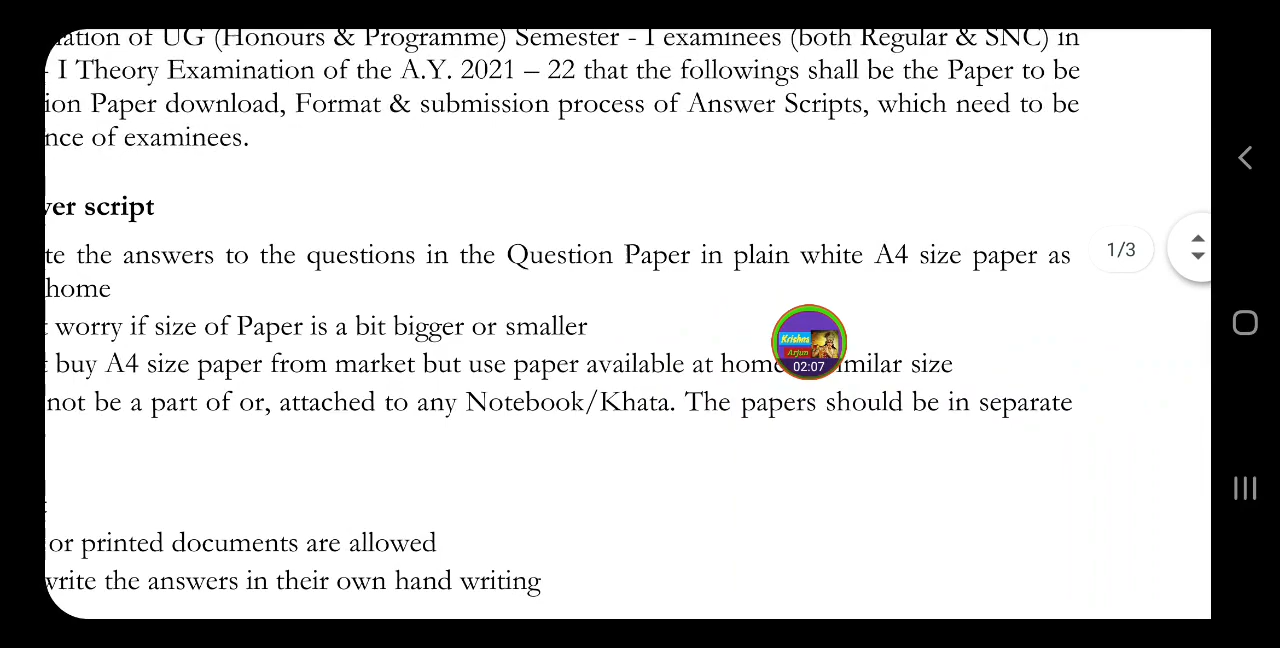 ation of UG (Honours & Programme) Semester - I examinees (both Regular & SNC) in
- I Theory Examination of the A.Y. 2021 – 22 that the followings shall be the Paper to be
ion Paper download, Format & submission process of Answer Scripts, which need to be
nce of examinees.
ver script
te the answers to the questions in the Question Paper in plain white A4 size paper as
1/3
home
worry if size of Paper is a bit bigger or smaller
Krishna
Arjun
02:07
buy A4 size paper from market but use paper available at home imilar size
not be a part of or, attached to any Notebook/Khata. The papers should be in separate
or printed documents are allowed
write the answers in their own hand writing